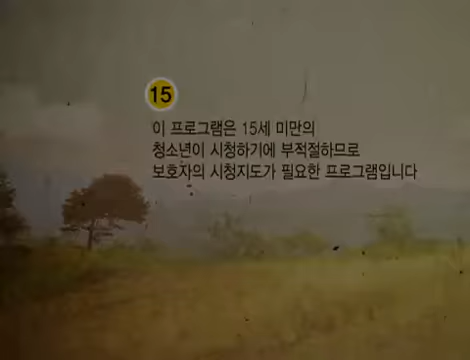 15
이 프로그램은 15세 미만의
청소년이 시청하기에 부적절하므로
보호자의 시청지도가 필요한 프로그램입니다